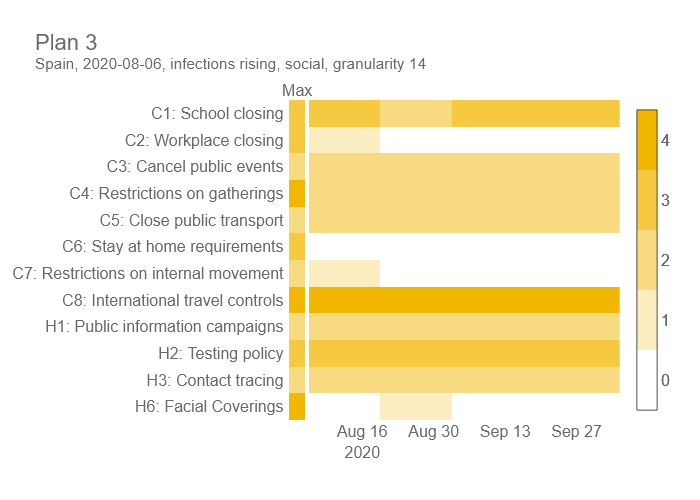 Plan 3
Spain, 2020-08-06, infections rising, social, granularity 14
Max
C1: School closing
C2: Workplace closing
C3: Cancel public events
C4: Restrictions on gatherings
C5: Close public transport
C6: Stay at home requirements
C7: Restrictions on internal movement
C8: International travel controls
H1: Public information campaigns
H2: Testing policy
H3: Contact tracing
H6: Facial Coverings
Aug 16 Aug 30 Sep 13 Sep 27
2020
4
3
2
1
0